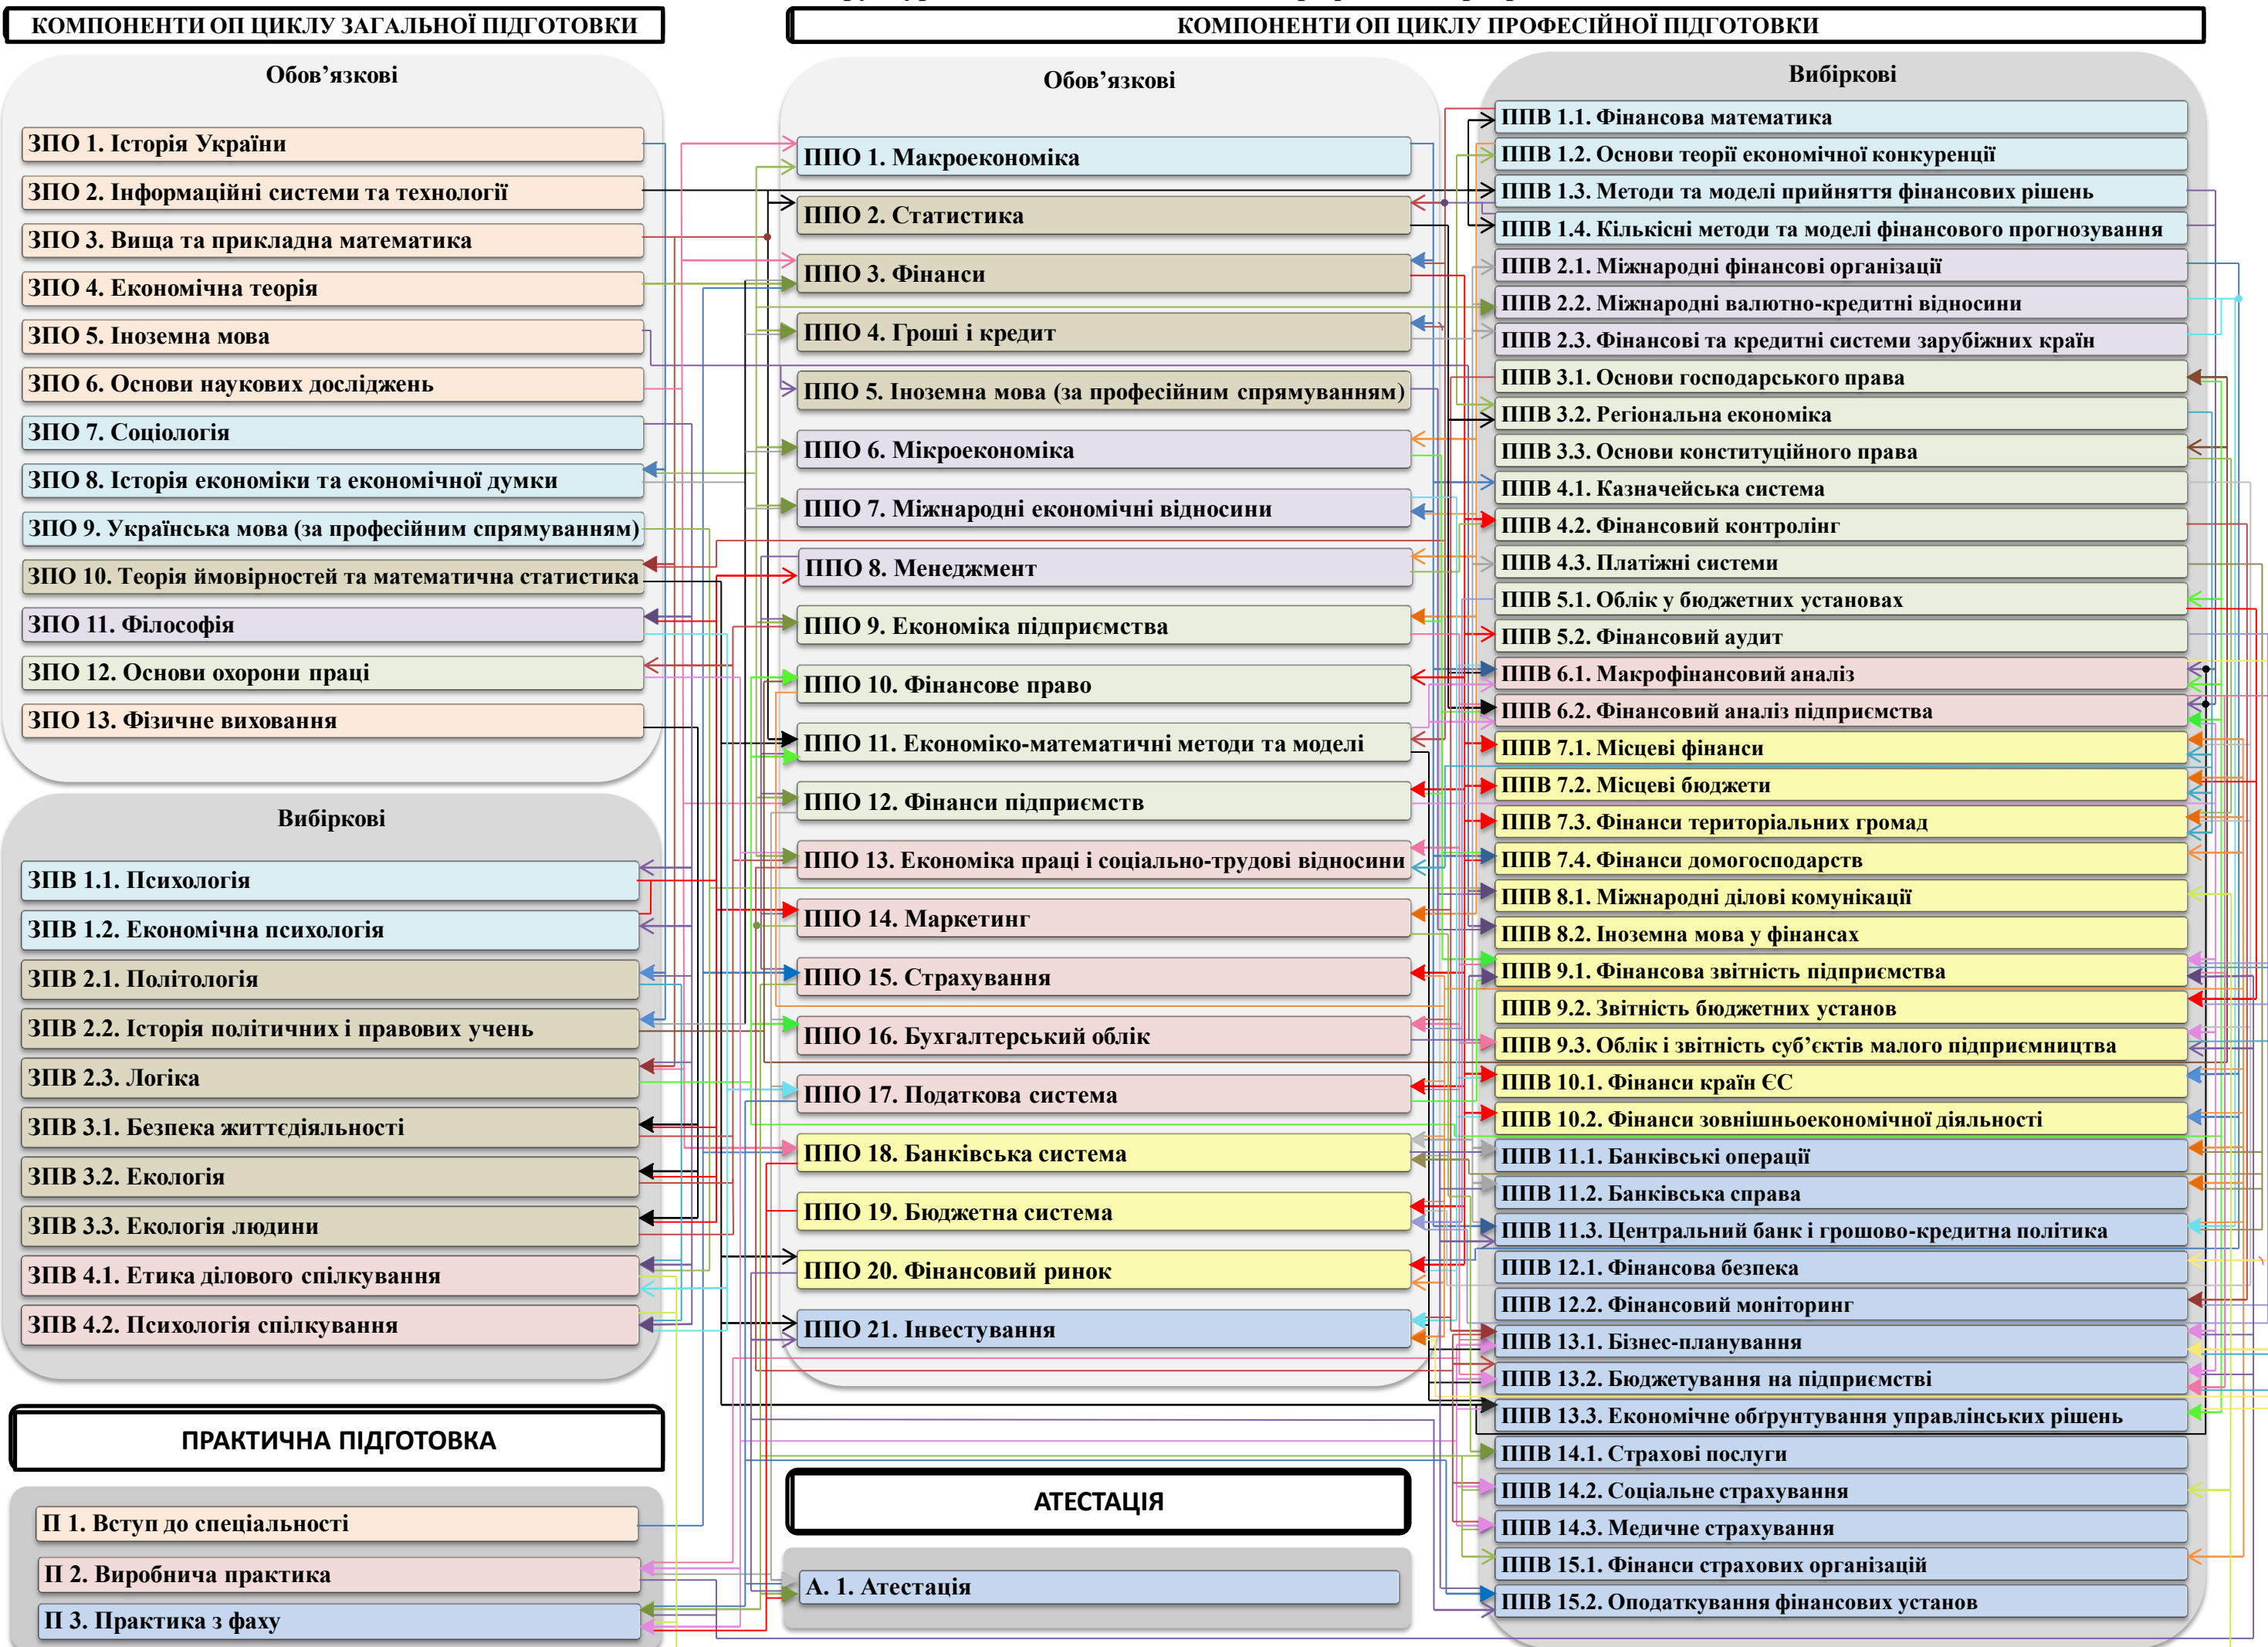 КОМПОНЕНТИ ОП ЦИКЛУ ЗАГАЛЬНОЇ ПІДГОТОВКИ
Обов’язкові
ЗПО 1. Історія України
ЗПО 2. Інформаційні системи та технології
ЗПО 3. Вища та прикладна математика
ЗПО 4. Економічна теорія
ЗПО 5. Іноземна мова
ЗПО 6. Основи наукових досліджень
ЗПО 7. Соціологія
ЗПО 8. Історія економіки та економічної думки
ЗПО 9. Українська мова (за професійним спрямуванням)
ЗПО 10. Теорія ймовірностей та математична статистика
ЗПО 11. Філософія
ЗПО 12. Основи охорони праці
ЗПО 13. Фізичне виховання
Вибіркові
ЗПВ 1.1. Психологія
ЗПВ 1.2. Економічна психологія
ЗПВ 2.1. Політологія
ЗПВ 2.2. Історія політичних і правових учень
ЗПВ 2.3. Логіка
ЗПВ 3.1. Безпека життєдіяльності
ЗПВ 3.2. Екологія
ЗПВ 3.3. Екологія людини
ЗПВ 4.1. Етика ділового спілкування
ЗПВ 4.2. Психологія спілкування
ПРАКТИЧНА ПІДГОТОВКА
П 1. Вступ до спеціальності
П 2. Виробнича практика
П 3. Практика з фаху
КОМПОНЕНТИ ОП ЦИКЛУ ПРОФЕСІЙНОЇ ПІДГОТОВКИ
Обов’язкові
ППО 1. Макроекономіка
ППО 2. Статистика
ППО 3. Фінанси
ППО 4. Гроші і кредит
ППО 5. Іноземна мова (за професійним спрямуванням)
ППО 6. Мікроекономіка
ППО 7. Міжнародні економічні відносини
ППО 8. Менеджмент
ППО 9. Економіка підприємства
ППО 10. Фінансове право
ППО 11. Економіко-математичні методи та моделі
ППО 12. Фінанси підприємств
ППО 13. Економіка праці і соціально-трудові відносини
ППО 14. Маркетинг
ППО 15. Страхування
ППО 16. Бухгалтерський облік
ППО 17. Податкова система
ППО 18. Банківська система
ППО 19. Бюджетна система
ППО 20. Фінансовий ринок
ППО 21. Інвестування
АТЕСТАЦІЯ
А. 1. Атестація
Вибіркові
ППВ 1.1. Фінансова математика
ППВ 1.2. Основи теорії економічної конкуренції
ППВ 1.3. Методи та моделі прийняття фінансових рішень
ППВ 1.4. Кількісні методи та моделі фінансового прогнозування
ППВ 2.1. Міжнародні фінансові організації
ППВ 2.2. Міжнародні валютно-кредитні відносини
ППВ 2.3. Фінансові та кредитні системи зарубіжних країн
ППВ 3.1. Основи господарського права
ППВ 3.2. Регіональна економіка
ППВ 3.3. Основи конституційного права
ППВ 4.1. Казначейська система
ППВ 4.2. Фінансовий контролінг
ППВ 4.3. Платіжні системи
ППВ 5.1. Облік у бюджетних установах
ППВ 5.2. Фінансовий аудит
ППВ 6.1. Макрофінансовий аналіз
ППВ 6.2. Фінансовий аналіз підприємства
ППВ 7.1. Місцеві фінанси
ППВ 7.2. Місцеві бюджети
ППВ 7.3. Фінанси територіальних громад
ППВ 7.4. Фінанси домогосподарств
ППВ 8.1. Міжнародні ділові комунікації
ППВ 8.2. Іноземна мова у фінансах
ППВ 9.1. Фінансова звітність підприємства
ППВ 9.2. Звітність бюджетних установ
ППВ 9.3. Облік і звітність суб’єктів малого підприємництва
ППВ 10.1. Фінанси країн ЄС
ППВ 10.2. Фінанси зовнішньоекономічної діяльності
ППВ 11.1. Банківські операції
ППВ 11.2. Банківська справа
ППВ 11.3. Центральний банк і грошово-кредитна політика
ППВ 12.1. Фінансова безпека
ППВ 12.2. Фінансовий моніторинг
ППВ 13.1. Бізнес-планування
ППВ 13.2. Бюджетування на підприємстві
ППВ 13.3. Економічне обґрунтування управлінських рішень
ППВ 14.1. Страхові послуги
ППВ 14.2. Соціальне страхування
ППВ 14.3. Медичне страхування
ППВ 15.1. Фінанси страхових організацій
ППВ 15.2. Оподаткування фінансових установ